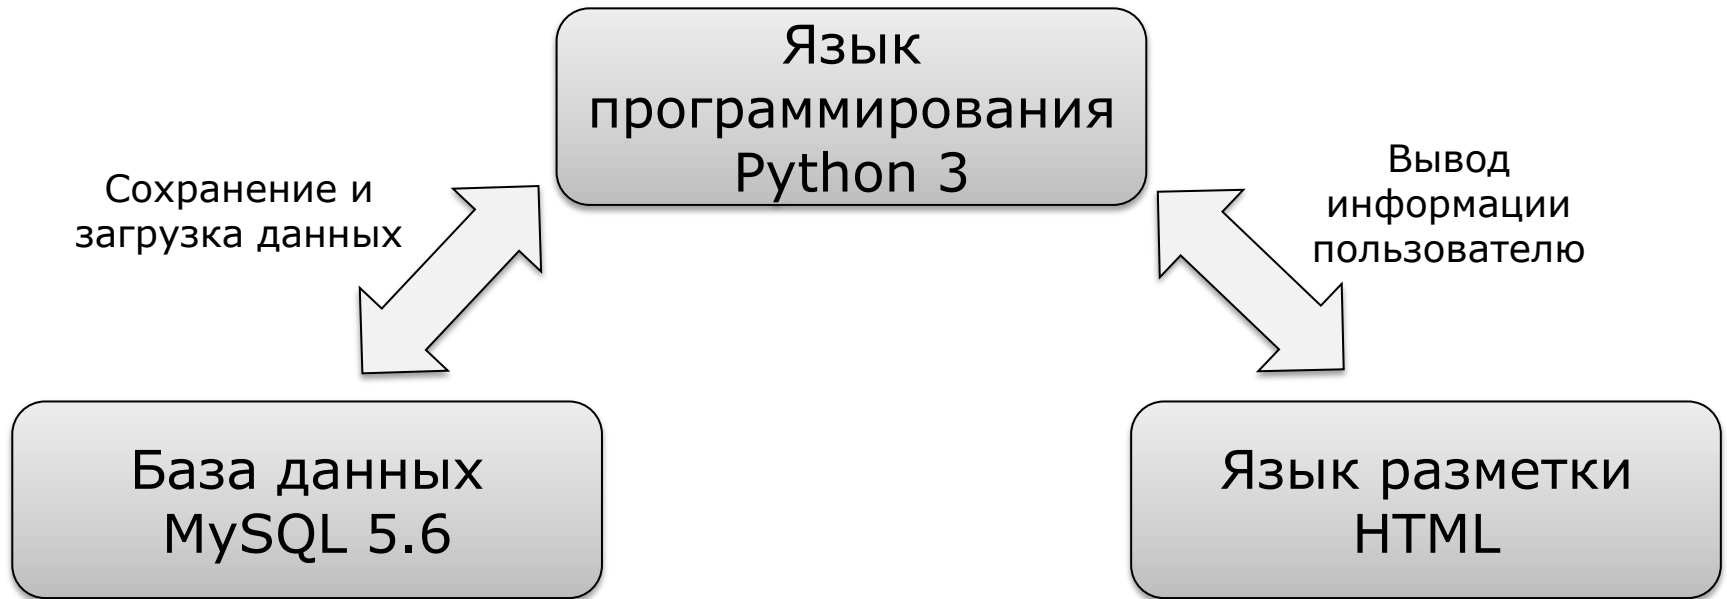 Язык
программирования
Python 3
Сохранение и
загрузка данных
Вывод
информации
пользователю
База данных
MySQL 5.6
Язык разметки
HTML